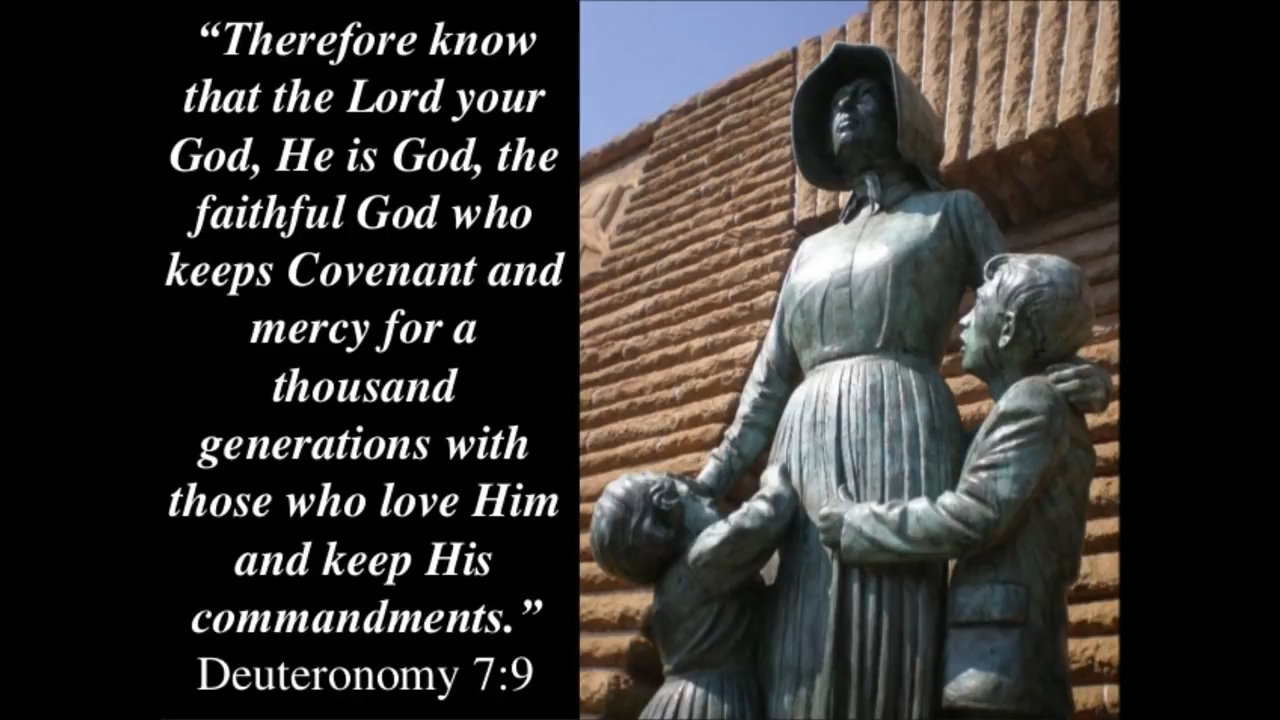 “Therefore know
that the Lord your
God, He is God, the
faithful God who
keeps Covenant and
mercy for a
thousand
generations with
those who love Him
and keep His
commandments.”
Deuteronomy 7:9